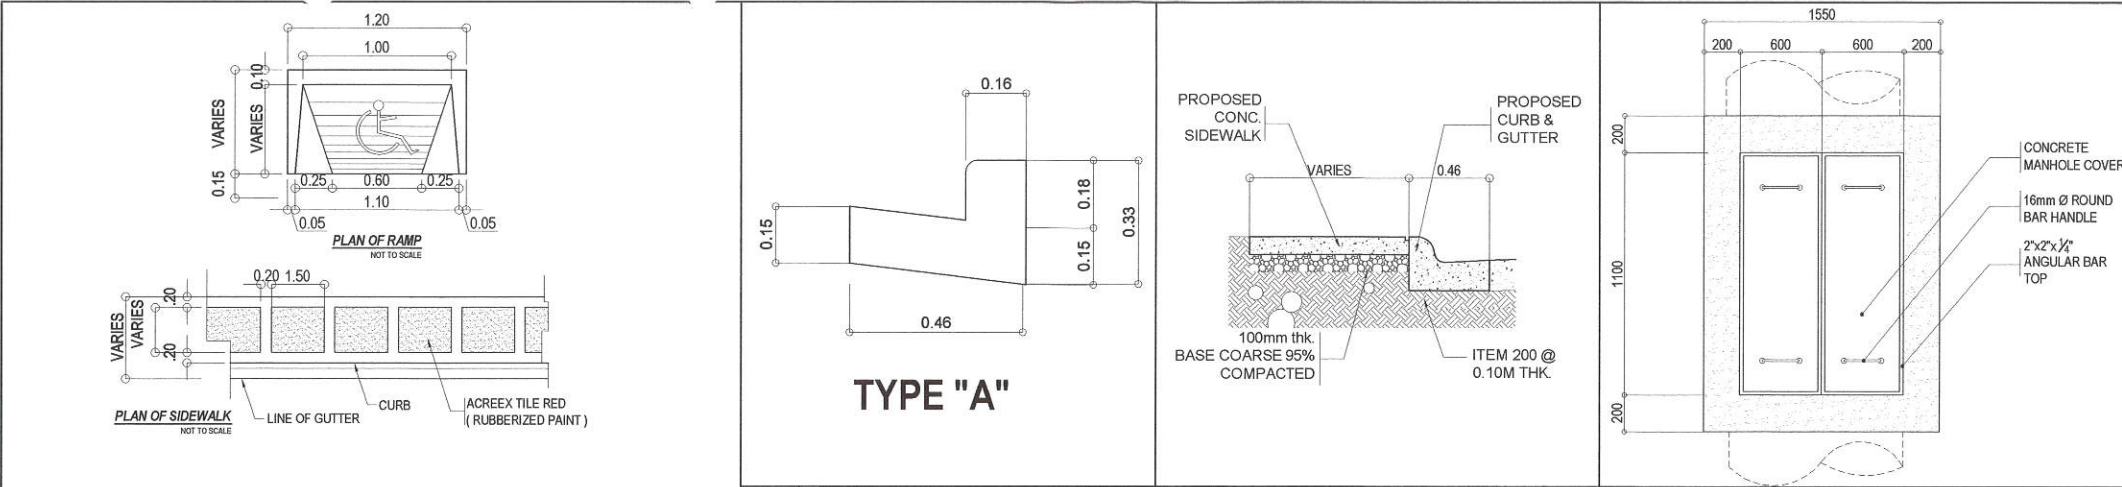 1.20
1.00
0.10
VARIES
VARIES
0.15
0.25
0.60
0.25
1.10
0.05
0.05
PLAN OF RAMP
NOT TO SCALE
0.20
1.50
VARIES
VARIES
.20
.20
PLAN OF SIDEWALK
NOT TO SCALE
LINE OF GUTTER
CURB
ACREEX TILE RED
( RUBBERIZED PAINT )
0.16
0.15
0.18
0.33
0.15
0.46
TYPE "A"
PROPOSED
CONC.
SIDEWALK
PROPOSED
CURB &
GUTTER
VARIES
0.46
100mm thk.
BASE COARSE 95%
COMPACTED
ITEM 200 @
0.10M THK.
1550
200
600
600
200
200
1100
200
CONCRETE
MANHOLE COVER
16mm Ø ROUND
BAR HANDLE
2"x2"x¼"
ANGULAR BAR
TOP